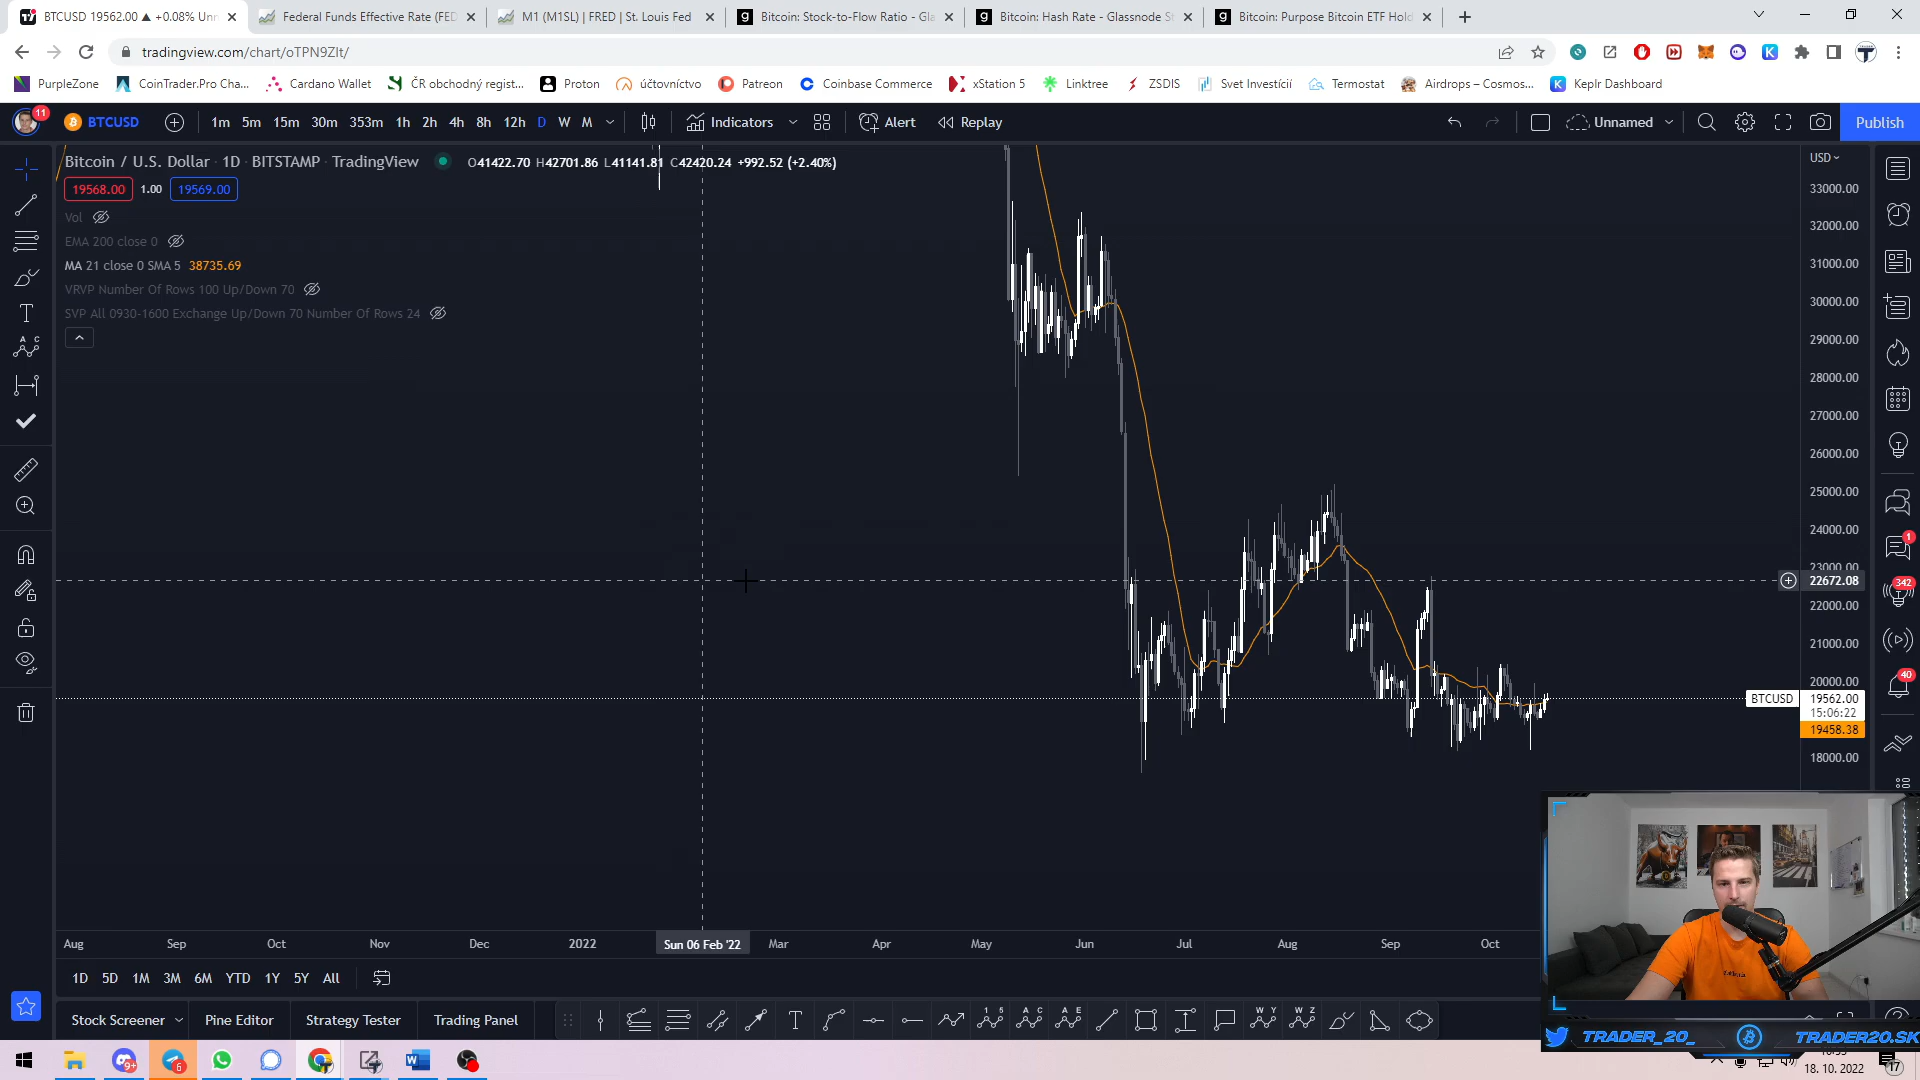 BTCUSD 19562.00 ▲ +0.08% Unn
Federal Funds Effective Rate (FED
M1 (M1SL) | FRED | St. Louis Fed
Bitcoin: Stock-to-Flow Ratio - Gla
Bitcoin: Hash Rate - Glassnode St
Bitcoin: Purpose Bitcoin ETF Hold
tradingview.com/chart/oTPN9ZIt/
PurpleZone
CoinTrader.Pro Cha...
Cardano Wallet
ČR obchodný regist...
Proton
účtovníctvo
Patreon
Coinbase Commerce
xStation 5
Linktree
ZSDIS
Svet Investícií
Termostat
Airdrops – Cosmos...
Keplr Dashboard
11
BTCUSD
1m 5m 15m 30m 353m 1h 2h 4h 8h 12h D W M
Indicators
Alert
Replay
Unnamed
Publish
Bitcoin / U.S. Dollar · 1D · BITSTAMP · TradingView
O41422.70 H42701.86 L41141.81 C42420.24 +992.52 (+2.40%)
USD
19568.00 1.00 19569.00
Vol
EMA 200 close 0
MA 21 close 0 SMA 5 38735.69
VRVP Number Of Rows 100 Up/Down 70
SVP All 0930-1600 Exchange Up/Down 70 Number Of Rows 24
33000.00
32000.00
31000.00
30000.00
29000.00
28000.00
27000.00
26000.00
25000.00
24000.00
23000.00
22672.08
22000.00
21000.00
20000.00
BTCUSD 19562.00
15:06:22
19458.38
18000.00
1
342
40
Aug Sep Oct Nov Dec 2022 Sun 06 Feb '22 Mar Apr May Jun Jul Aug Sep Oct
1D 5D 1M 3M 6M YTD 1Y 5Y All
Stock Screener
Pine Editor
Strategy Tester
Trading Panel
TRADER_20_
TRADER20.SK
9+
6
18. 10. 2022
17